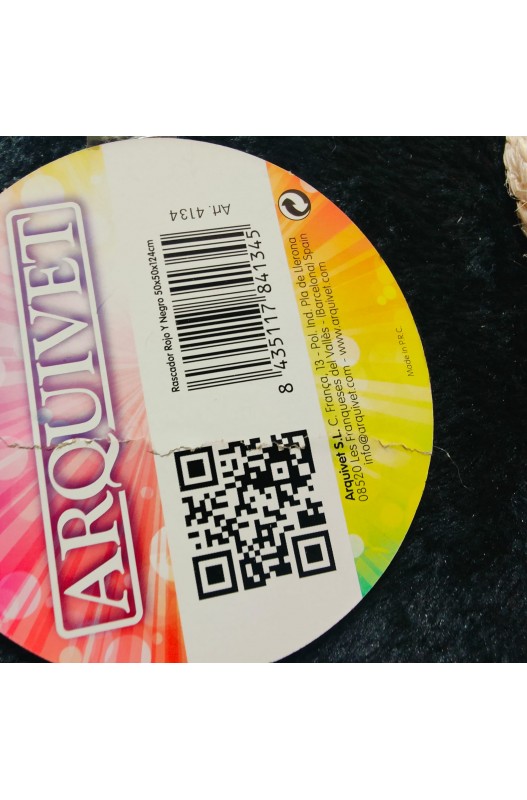 ARQUIVET
Art. 4134
Rascador Rojo Y Negro 50x50x124cm
8 435117 841345
Arquivet S.L. C. França, 13 - Pol. Ind. Pla de Llerona
08520 Les Franqueses del Vallès - (Barcelona) Spain
info@arquivet.com - www.arquivet.com
Made in P.R.C.